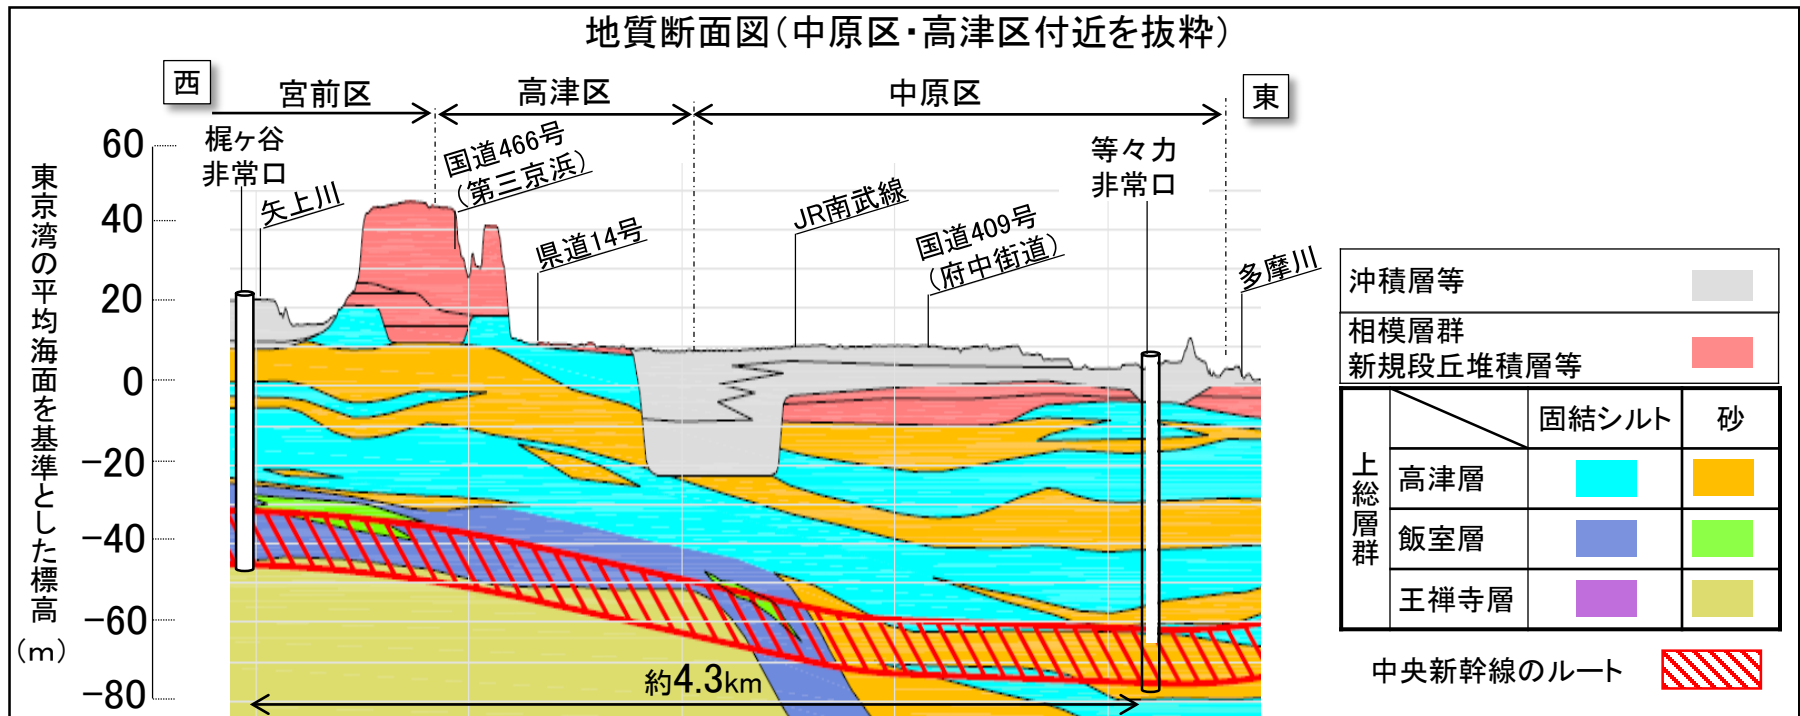 地質断面図(中原区・高津区付近を抜粋)
西
宮前区
高津区
中原区
東
梶ヶ谷
非常口
矢上川
国道466号
(第三京浜)
県道14号
JR南武線
国道409号
(府中街道)
等々力
非常口
多摩川
東京湾の平均海面を基準とした標高
(m)
60
40
20
0
−20
−40
−60
−80
約4.3km
沖積層等
相模層群
新規段丘堆積層等
固結シルト
砂
上総層群
高津層
飯室層
王禅寺層
中央新幹線のルート